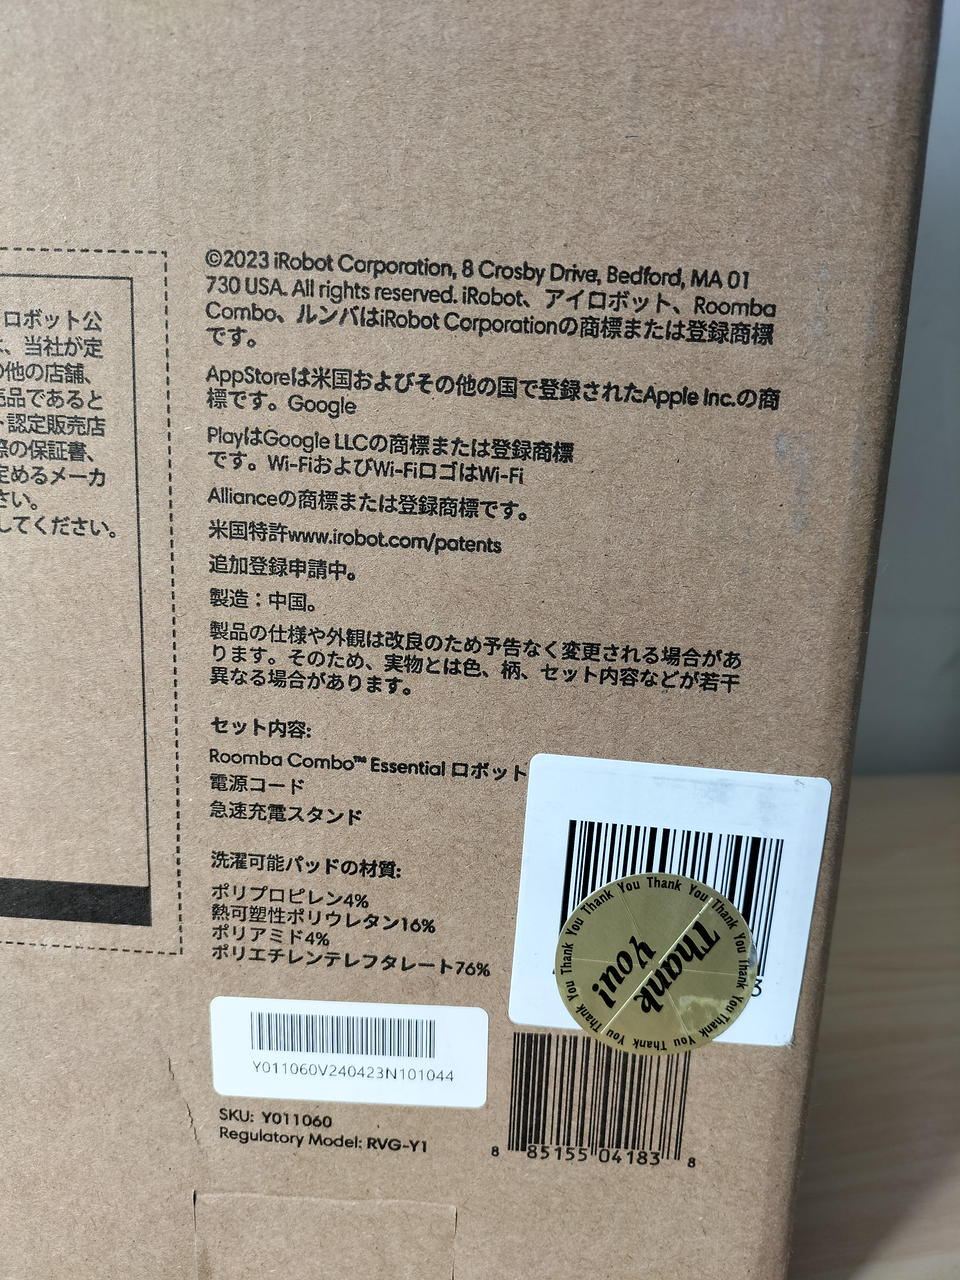 ロボット公
、当社が定
の他の店舗、
売品であると
ト認定販売店
際の保証書、
定めるメーカ
さい。
してください。
©2023 iRobot Corporation, 8 Crosby Drive, Bedford, MA 01
730 USA. All rights reserved. iRobot、アイロボット、Roomba
Combo、ルンバはiRobot Corporationの商標または登録商標
です。
AppStoreは米国およびその他の国で登録されたApple Inc.の商
標です。Google
PlayはGoogle LLCの商標または登録商標
です。Wi-FiおよびWi-FiロゴはWi-Fi
Allianceの商標または登録商標です。
米国特許www.irobot.com/patents
追加登録申請中。
製造：中国。
製品の仕様や外観は改良のため予告なく変更される場合があ
ります。そのため、実物とは色、柄、セット内容などが若干
異なる場合があります。
セット内容:
Roomba Combo™ Essential ロボット
電源コード
急速充電スタンド
洗濯可能パッドの材質:
ポリプロピレン4%
熱可塑性ポリウレタン16%
ポリアミド4%
ポリエチレンテレフタレート76%
3
Thank You Thank You Thank You Thank You Thank You Thank You Thank You Thank You
Thank
You!
Y011060V240423N101044
SKU: Y011060
Regulatory Model: RVG-Y1
8 85155 04183 8